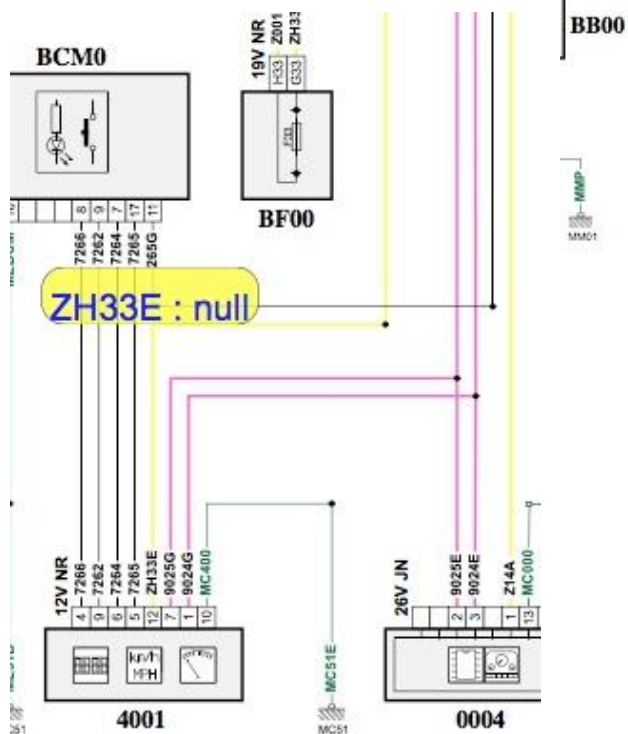 BB00
BCM0
19V NR
Z001
ZH33
H33
G33
F33
BF00
MMP
MM01
8
9
7
17
11
7266
7262
7264
7265
265G
ZH33E : null
12V NR
7266
7262
7264
7265
ZH33E
9025G
9024G
MC400
4
9
6
5
12
7
1
10
km/h
MPH
4001
MC51E
MC51
26V JN
9025E
9024E
Z14A
MC000
2
3
1
13
0004